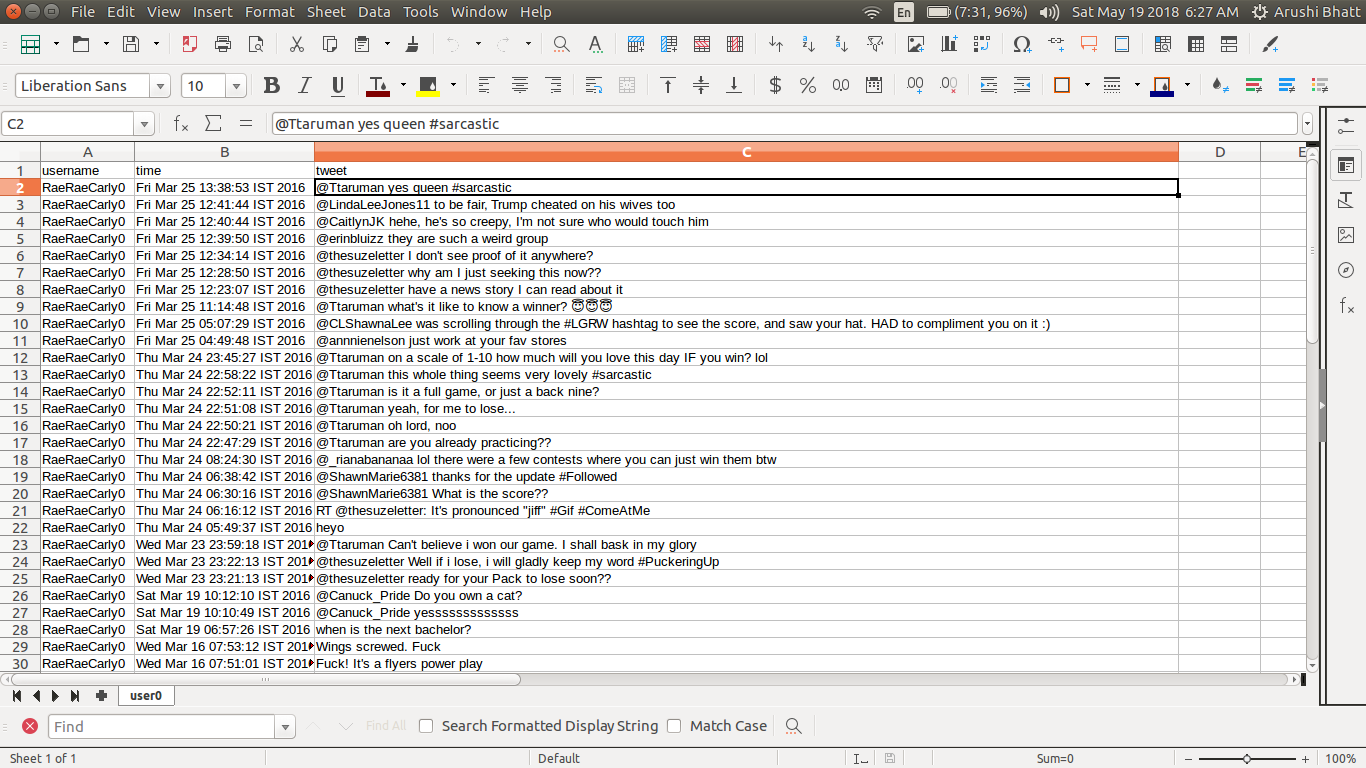 File Edit View Insert Format Sheet Data Tools Window Help En (7:31, 96%) Sat May 19 2018 6:27 AM Arushi Bhatt
Liberation Sans 10
C2 @Ttaruman yes queen #sarcastic
A B C D E
1 username time tweet
2 RaeRaeCarly0 Fri Mar 25 13:38:53 IST 2016 @Ttaruman yes queen #sarcastic
3 RaeRaeCarly0 Fri Mar 25 12:41:44 IST 2016 @LindaLeeJones11 to be fair, Trump cheated on his wives too
4 RaeRaeCarly0 Fri Mar 25 12:40:44 IST 2016 @CaitlynJK hehe, he's so creepy, I'm not sure who would touch him
5 RaeRaeCarly0 Fri Mar 25 12:39:50 IST 2016 @erinbluizz they are such a weird group
6 RaeRaeCarly0 Fri Mar 25 12:34:14 IST 2016 @thesuzeletter I don't see proof of it anywhere?
7 RaeRaeCarly0 Fri Mar 25 12:28:50 IST 2016 @thesuzeletter why am I just seeking this now??
8 RaeRaeCarly0 Fri Mar 25 12:23:07 IST 2016 @thesuzeletter have a news story I can read about it
9 RaeRaeCarly0 Fri Mar 25 11:14:48 IST 2016 @Ttaruman what's it like to know a winner? 😇😇😇
10 RaeRaeCarly0 Fri Mar 25 05:07:29 IST 2016 @CLShawnaLee was scrolling through the #LGRW hashtag to see the score, and saw your hat. HAD to compliment you on it :)
11 RaeRaeCarly0 Fri Mar 25 04:49:48 IST 2016 @annnienelson just work at your fav stores
12 RaeRaeCarly0 Thu Mar 24 23:45:27 IST 2016 @Ttaruman on a scale of 1-10 how much will you love this day IF you win? lol
13 RaeRaeCarly0 Thu Mar 24 22:58:22 IST 2016 @Ttaruman this whole thing seems very lovely #sarcastic
14 RaeRaeCarly0 Thu Mar 24 22:52:11 IST 2016 @Ttaruman is it a full game, or just a back nine?
15 RaeRaeCarly0 Thu Mar 24 22:51:08 IST 2016 @Ttaruman yeah, for me to lose...
16 RaeRaeCarly0 Thu Mar 24 22:50:21 IST 2016 @Ttaruman oh lord, noo
17 RaeRaeCarly0 Thu Mar 24 22:47:29 IST 2016 @Ttaruman are you already practicing??
18 RaeRaeCarly0 Thu Mar 24 08:24:30 IST 2016 @_rianabananaa lol there were a few contests where you can just win them btw
19 RaeRaeCarly0 Thu Mar 24 06:38:42 IST 2016 @ShawnMarie6381 thanks for the update #Followed
20 RaeRaeCarly0 Thu Mar 24 06:30:16 IST 2016 @ShawnMarie6381 What is the score??
21 RaeRaeCarly0 Thu Mar 24 06:16:12 IST 2016 RT @thesuzeletter: It's pronounced "jiff" #Gif #ComeAtMe
22 RaeRaeCarly0 Thu Mar 24 05:49:37 IST 2016 heyo
23 RaeRaeCarly0 Wed Mar 23 23:59:18 IST 201 @Ttaruman Can't believe i won our game. I shall bask in my glory
24 RaeRaeCarly0 Wed Mar 23 23:22:13 IST 201 @thesuzeletter Well if i lose, i will gladly keep my word #PuckeringUp
25 RaeRaeCarly0 Wed Mar 23 23:21:13 IST 201 @thesuzeletter ready for your Pack to lose soon??
26 RaeRaeCarly0 Sat Mar 19 10:12:10 IST 2016 @Canuck_Pride Do you own a cat?
27 RaeRaeCarly0 Sat Mar 19 10:10:49 IST 2016 @Canuck_Pride yesssssssssssss
28 RaeRaeCarly0 Sat Mar 19 06:57:26 IST 2016 when is the next bachelor?
29 RaeRaeCarly0 Wed Mar 16 07:53:12 IST 201 Wings screwed. Fuck
30 RaeRaeCarly0 Wed Mar 16 07:51:01 IST 201 Fuck! It's a flyers power play
user0
Find Find All Search Formatted Display String Match Case
Sheet 1 of 1 Default Sum=0 100%